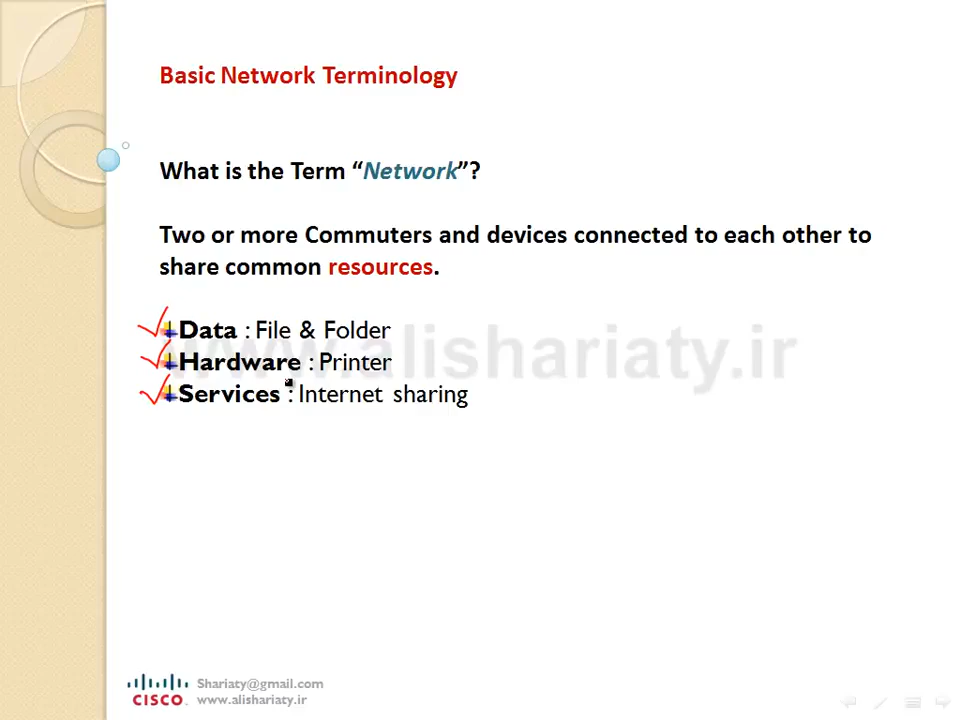 Basic Network Terminology
What is the Term “Network”?
Two or more Commuters and devices connected to each other to
share common resources.
Data : File & Folder
Hardware : Printer
Services : Internet sharing
www.alishariaty.ir
CISCO
Shariaty@gmail.com
www.alishariaty.ir